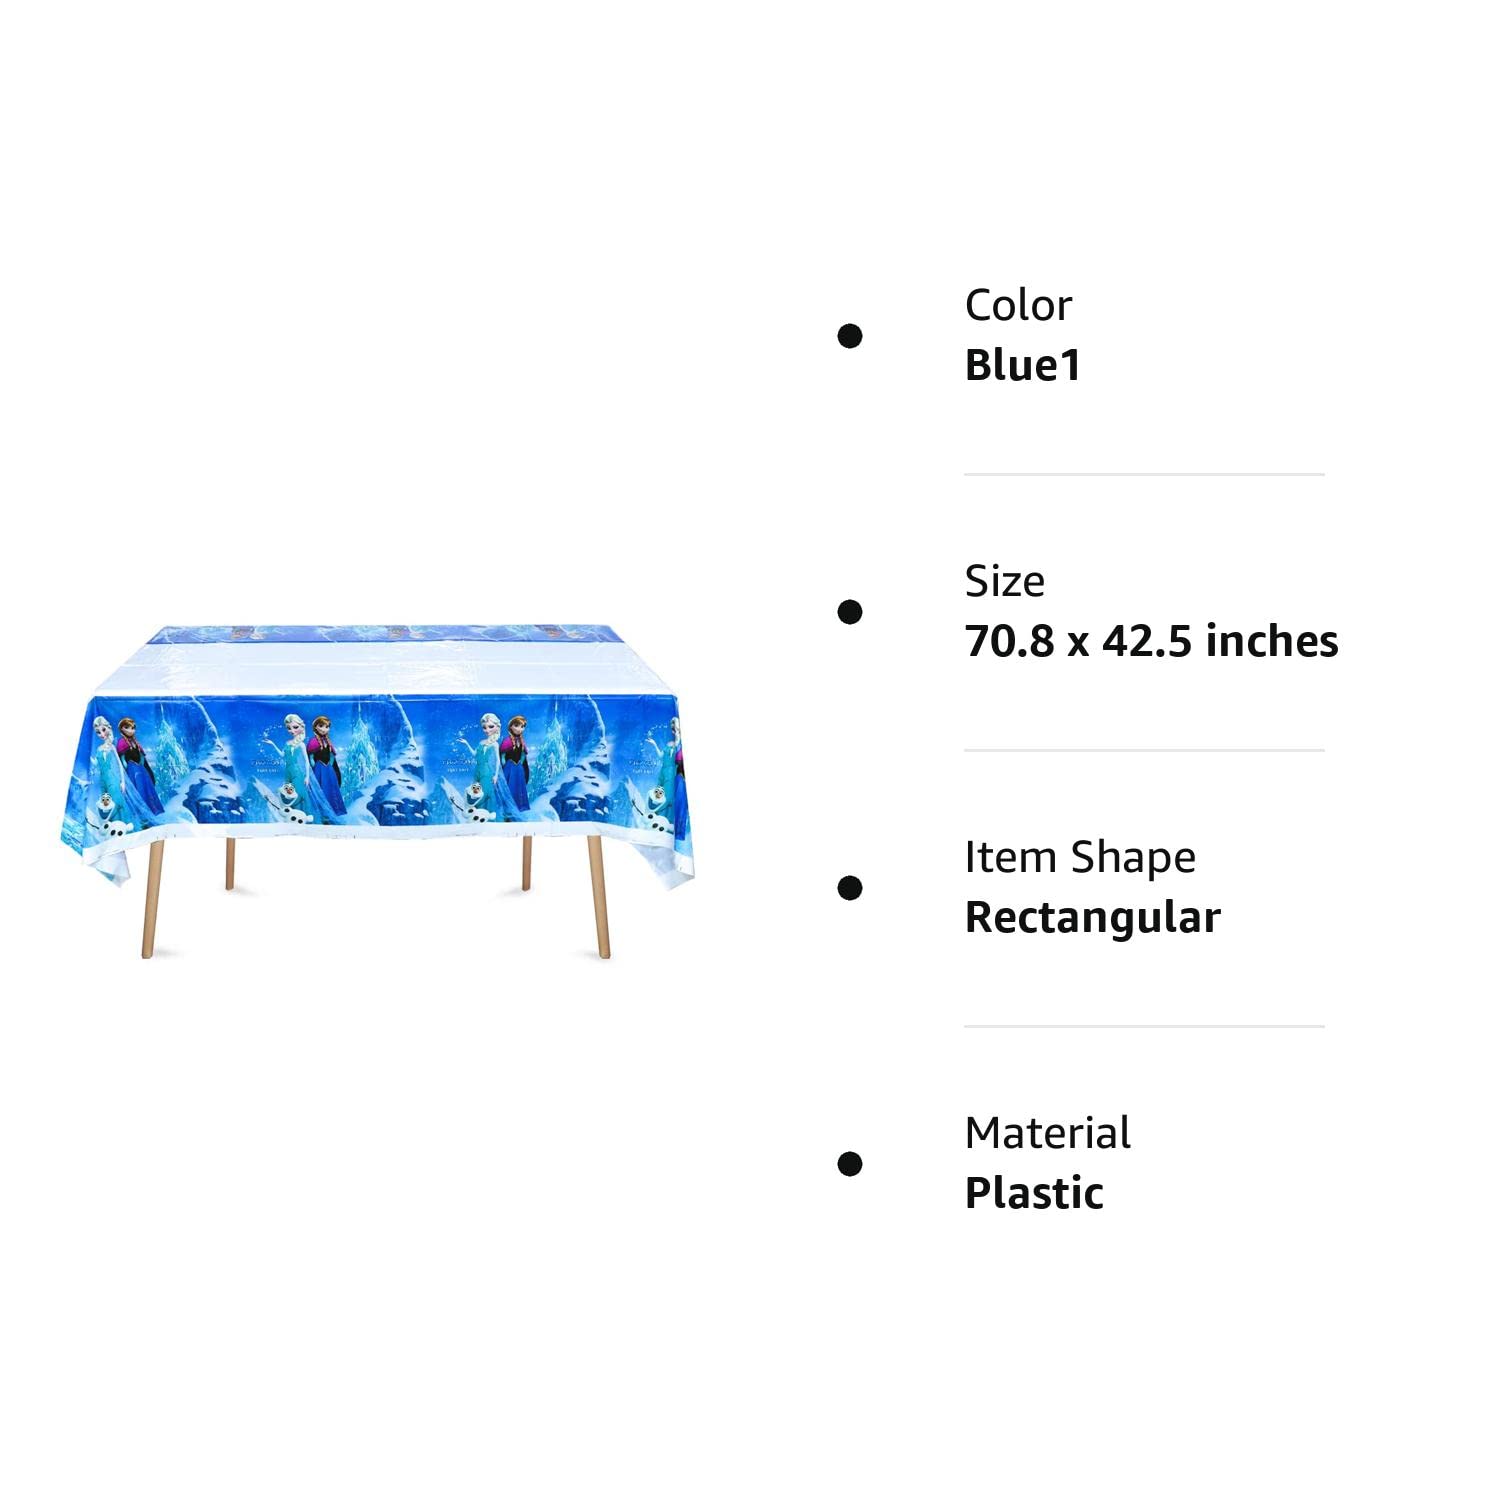 Color
Blue1
Size
70.8 x 42.5 inches
Item Shape
Rectangular
Material
Plastic